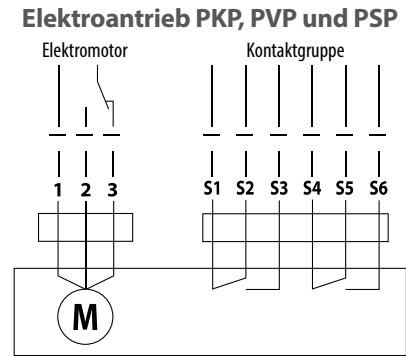 Elektroantrieb PKP, PVP und PSP
Elektromotor Kontaktgruppe
1 2 3 S1 S2 S3 S4 S5 S6
M